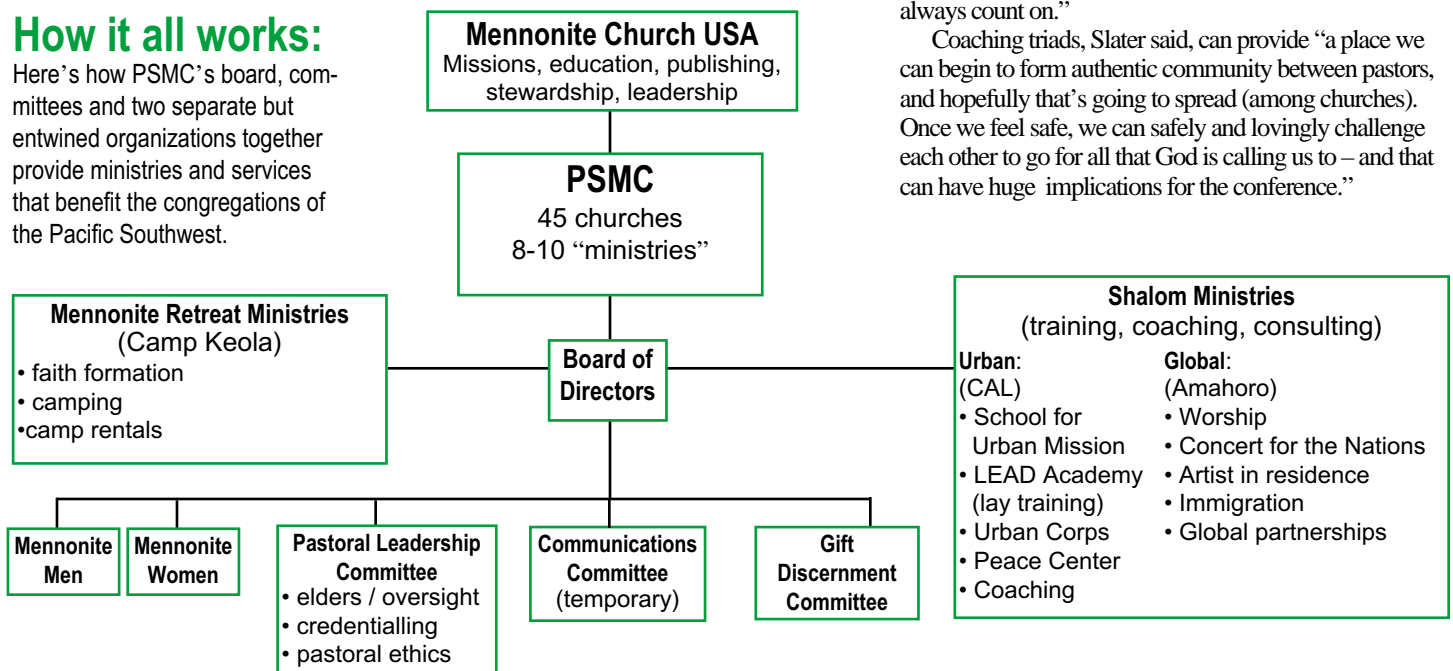 How it all works:
Here’s how PSMC’s board, com-
mittees and two separate but
entwined organizations together
provide ministries and services
that benefit the congregations of
the Pacific Southwest.
Mennonite Church USA
Missions, education, publishing,
stewardship, leadership
always count on.”
Coaching triads, Slater said, can provide “a place we
can begin to form authentic community between pastors,
and hopefully that’s going to spread (among churches).
Once we feel safe, we can safely and lovingly challenge
each other to go for all that God is calling us to – and that
can have huge implications for the conference.”
PSMC
45 churches
8-10 “ministries”
Mennonite Retreat Ministries
(Camp Keola)
• faith formation
• camping
•camp rentals
Board of
Directors
Shalom Ministries
(training, coaching, consulting)
Urban:
(CAL)
• School for
Urban Mission
• LEAD Academy
(lay training)
• Urban Corps
• Peace Center
• Coaching
Global:
(Amahoro)
• Worship
• Concert for the Nations
• Artist in residence
• Immigration
• Global partnerships
Mennonite
Men
Mennonite
Women
Pastoral Leadership
Committee
• elders / oversight
• credentialling
• pastoral ethics
Communications
Committee
(temporary)
Gift
Discernment
Committee